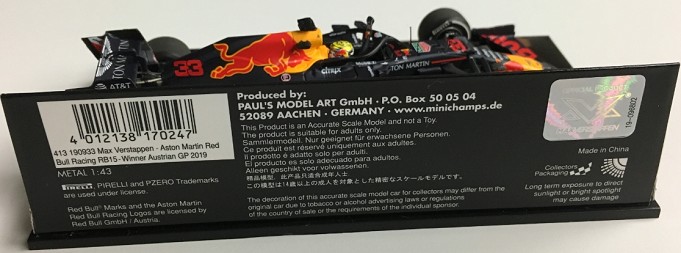 ASTON MARTIN
AT&T
33
CITRIX
TON MARTIN
4 012138 170247
413 190933 Max Verstappen - Aston Martin Red
Bull Racing RB15 -Winner Austrian GP 2019
METAL 1:43
PIRELLI, PIRELLI and PZERO Trademarks
are used under license.
Red Bull® Marks and the Aston Martin
Red Bull Racing Logos are licensed by
Red Bull GmbH / Austria.
Produced by:
PAUL'S MODEL ART GmbH · P.O. Box 50 05 04
52089 AACHEN · GERMANY · www.minichamps.de
This Product is an Accurate Scale Model and not a Toy.
The product is suitable for adults only.
Sammlermodell. Nur geeignet für erwachsene Personen.
Ce produit est réservé uniquement aux adultes.
Il prodotto è adatto solo per adulti.
El producto es solo adecuado para adultos.
Alleen geschikt voor volwassen.
精品模型，此产品只适合成年人士
この模型は14歳以上の成人を対象とした精密なスケールモデルです。
The decoration of this accurate scale model car for collectors may differ from the
original car due to tobacco or alcohol advertising laws or regulations
of the country of sale or the requirements of the individual sponsor.
19-098602
Collectors
Packaging
Made in China
Long term exposure to direct
sunlight or bright spotlight
may cause damage.